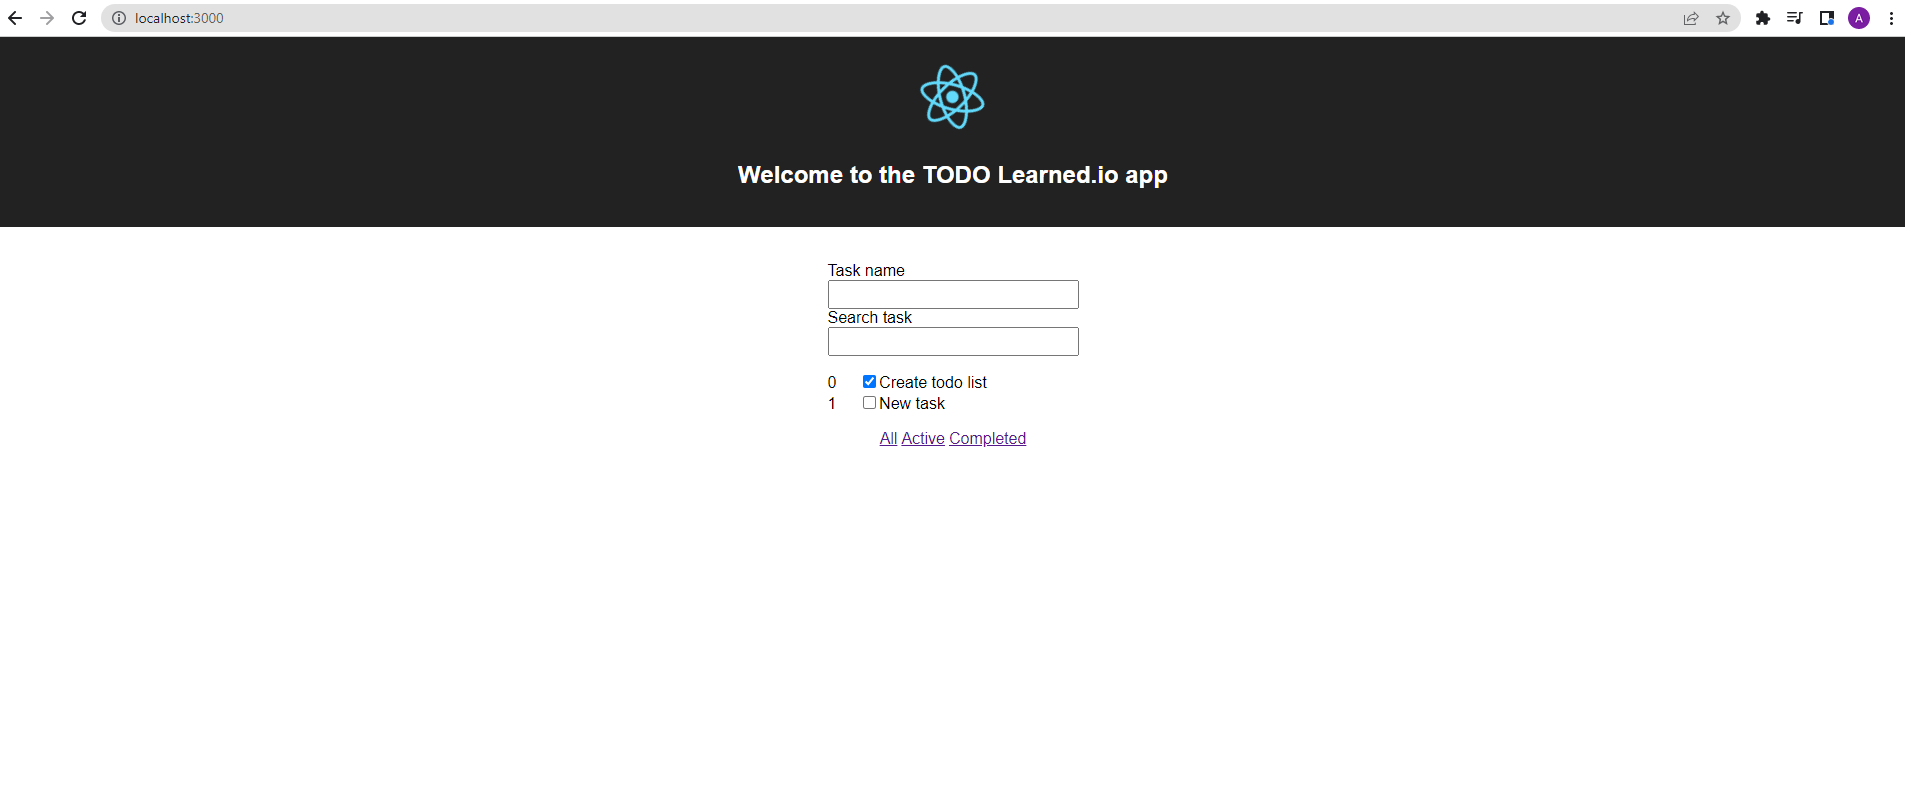 localhost:3000
A
Welcome to the TODO Learned.io app
Task name
Search task
0 Create todo list
1 New task
All Active Completed